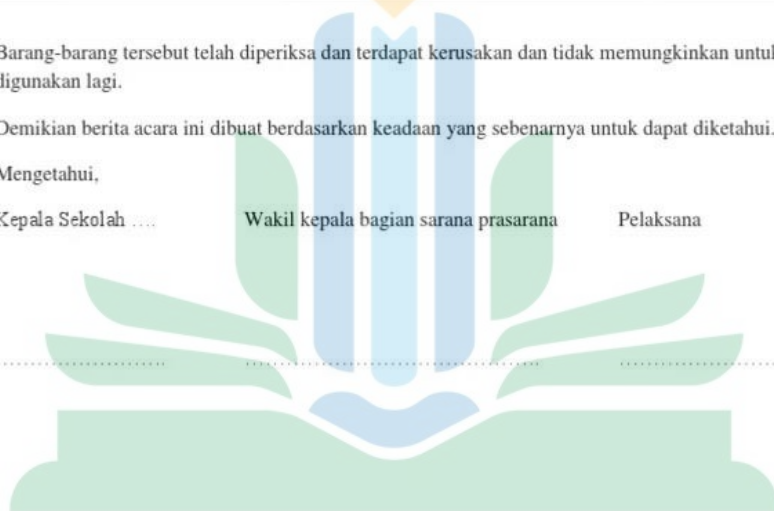 Barang-barang tersebut telah diperiksa dan terdapat kerusakan dan tidak memungkinkan untuk
digunakan lagi.
Demikian berita acara ini dibuat berdasarkan keadaan yang sebenarnya untuk dapat diketahui.
Mengetahui,
Kepala Sekolah .... Wakil kepala bagian sarana prasarana Pelaksana